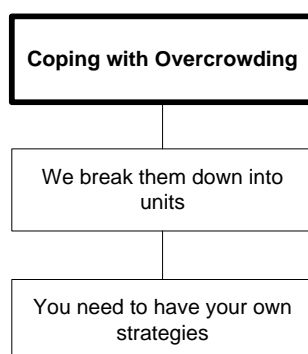 Coping with Overcrowding
We break them down into
units
You need to have your own
strategies